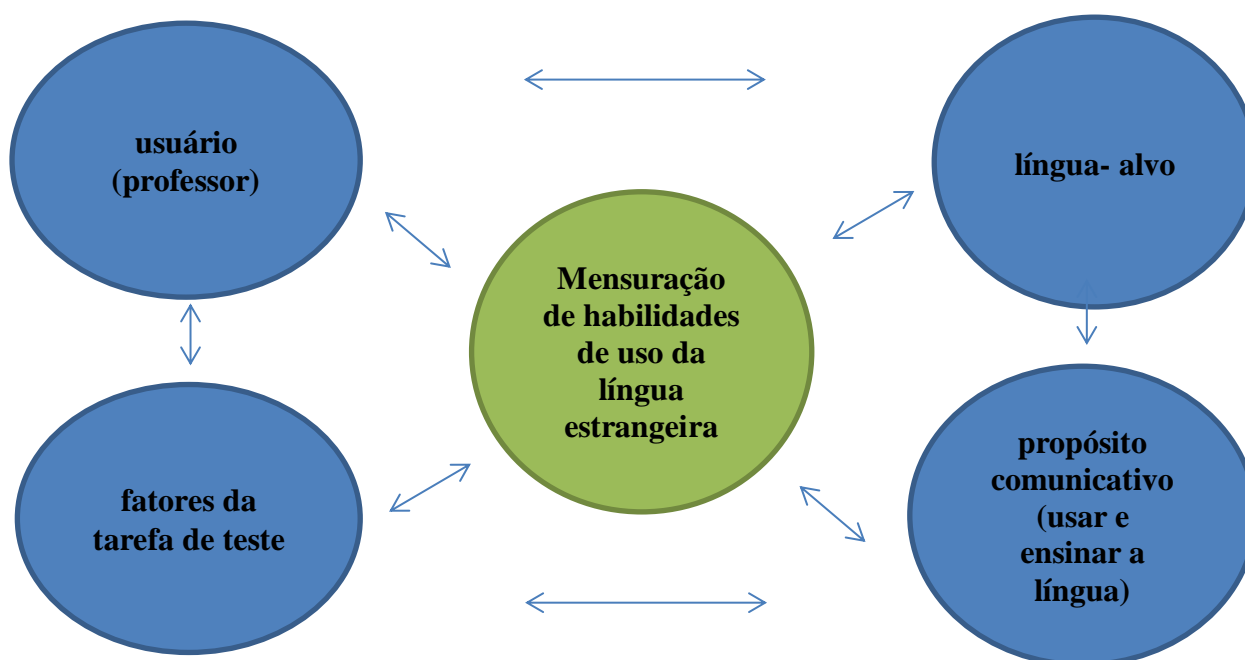 usuário
(professor)
língua- alvo
Mensuração
de habilidades
de uso da
língua
estrangeira
fatores da
tarefa de teste
propósito
comunicativo
(usar e
ensinar a
língua)